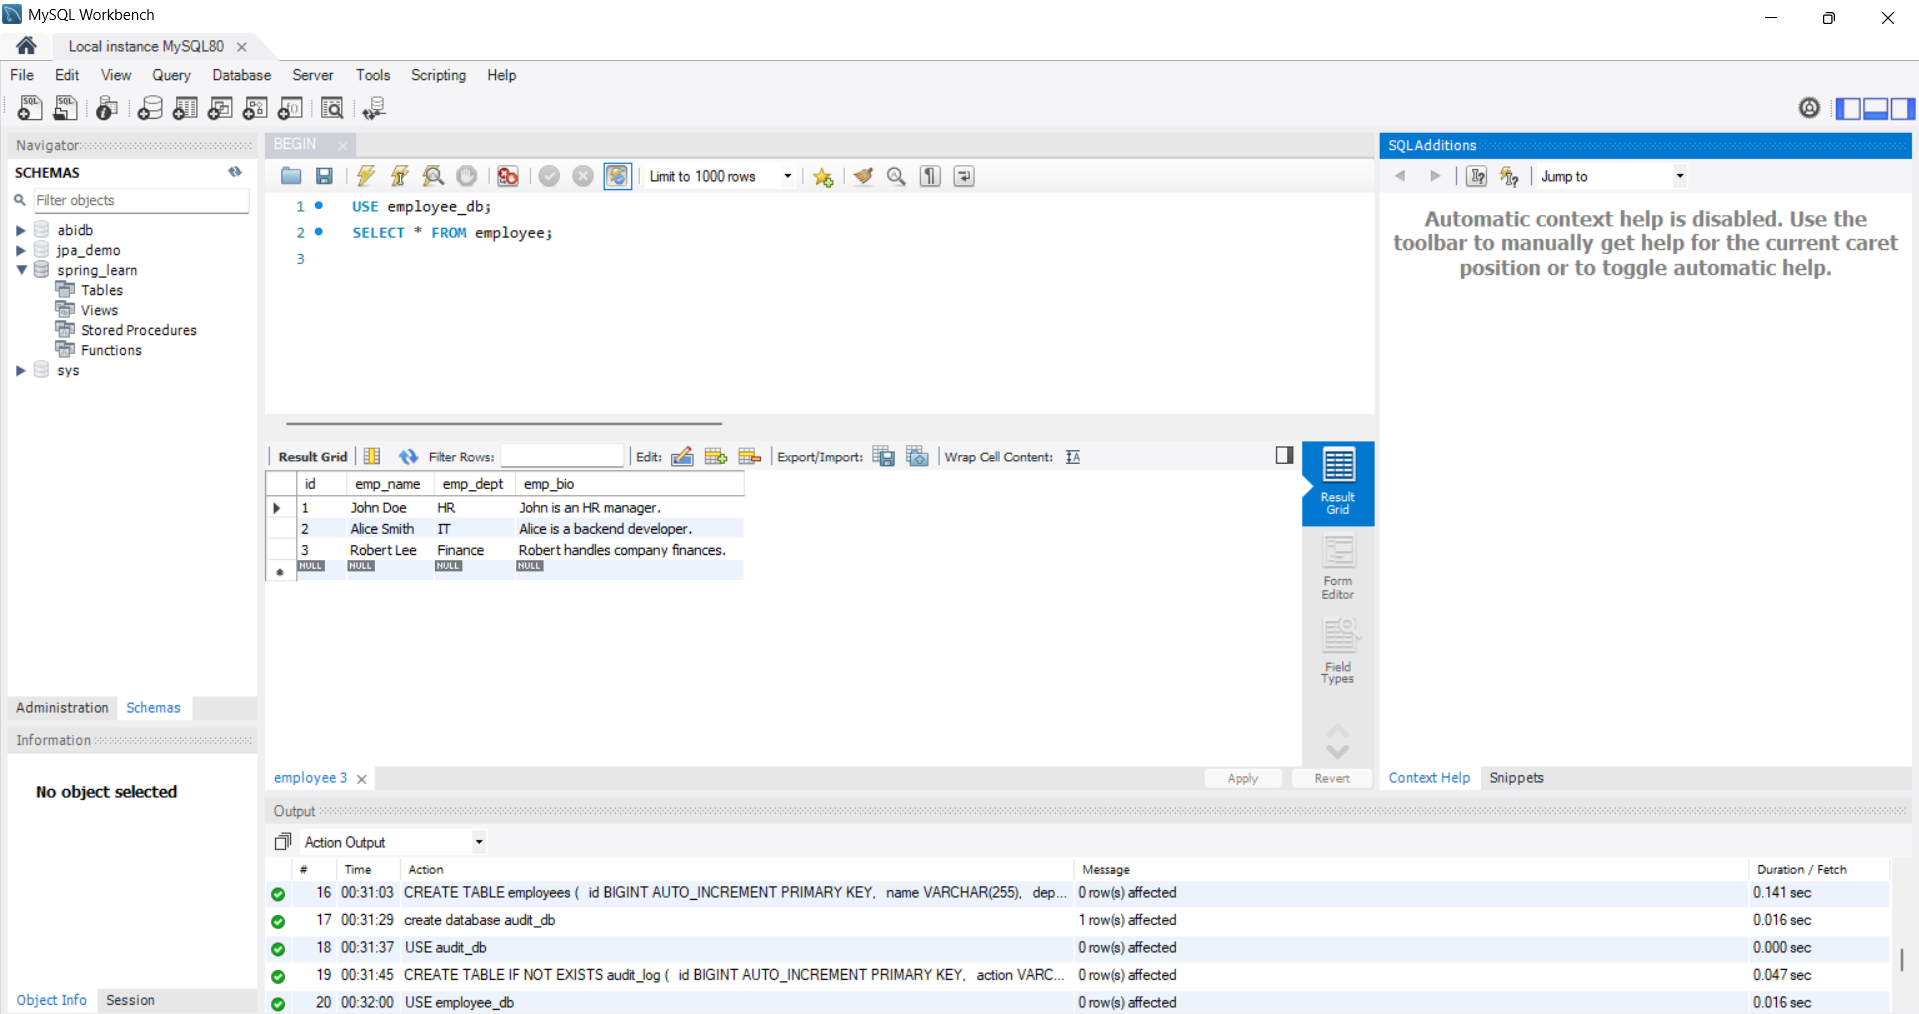 MySQL Workbench
Local instance MySQL80
File Edit View Query Database Server Tools Scripting Help
Navigator
SCHEMAS
Filter objects
abidb
jpa_demo
spring_learn
Tables
Views
Stored Procedures
Functions
sys
Administration Schemas
Information
No object selected
Object Info Session
BEGIN
Limit to 1000 rows
1 USE employee_db;
2 SELECT * FROM employee;
3
Result Grid Filter Rows: Edit: Export/Import: Wrap Cell Content:
id emp_name emp_dept emp_bio
1 John Doe HR John is an HR manager.
2 Alice Smith IT Alice is a backend developer.
3 Robert Lee Finance Robert handles company finances.
NULL NULL NULL NULL
Result
Grid
Form
Editor
Field
Types
employee 3
Apply Revert
SQLAdditions
Jump to
Automatic context help is disabled. Use the
toolbar to manually get help for the current caret
position or to toggle automatic help.
Context Help Snippets
Output
Action Output
# Time Action Message Duration / Fetch
16 00:31:03 CREATE TABLE employees ( id BIGINT AUTO_INCREMENT PRIMARY KEY, name VARCHAR(255), dep... 0 row(s) affected 0.141 sec
17 00:31:29 create database audit_db 1 row(s) affected 0.016 sec
18 00:31:37 USE audit_db 0 row(s) affected 0.000 sec
19 00:31:45 CREATE TABLE IF NOT EXISTS audit_log ( id BIGINT AUTO_INCREMENT PRIMARY KEY, action VARC... 0 row(s) affected 0.047 sec
20 00:32:00 USE employee_db 0 row(s) affected 0.016 sec